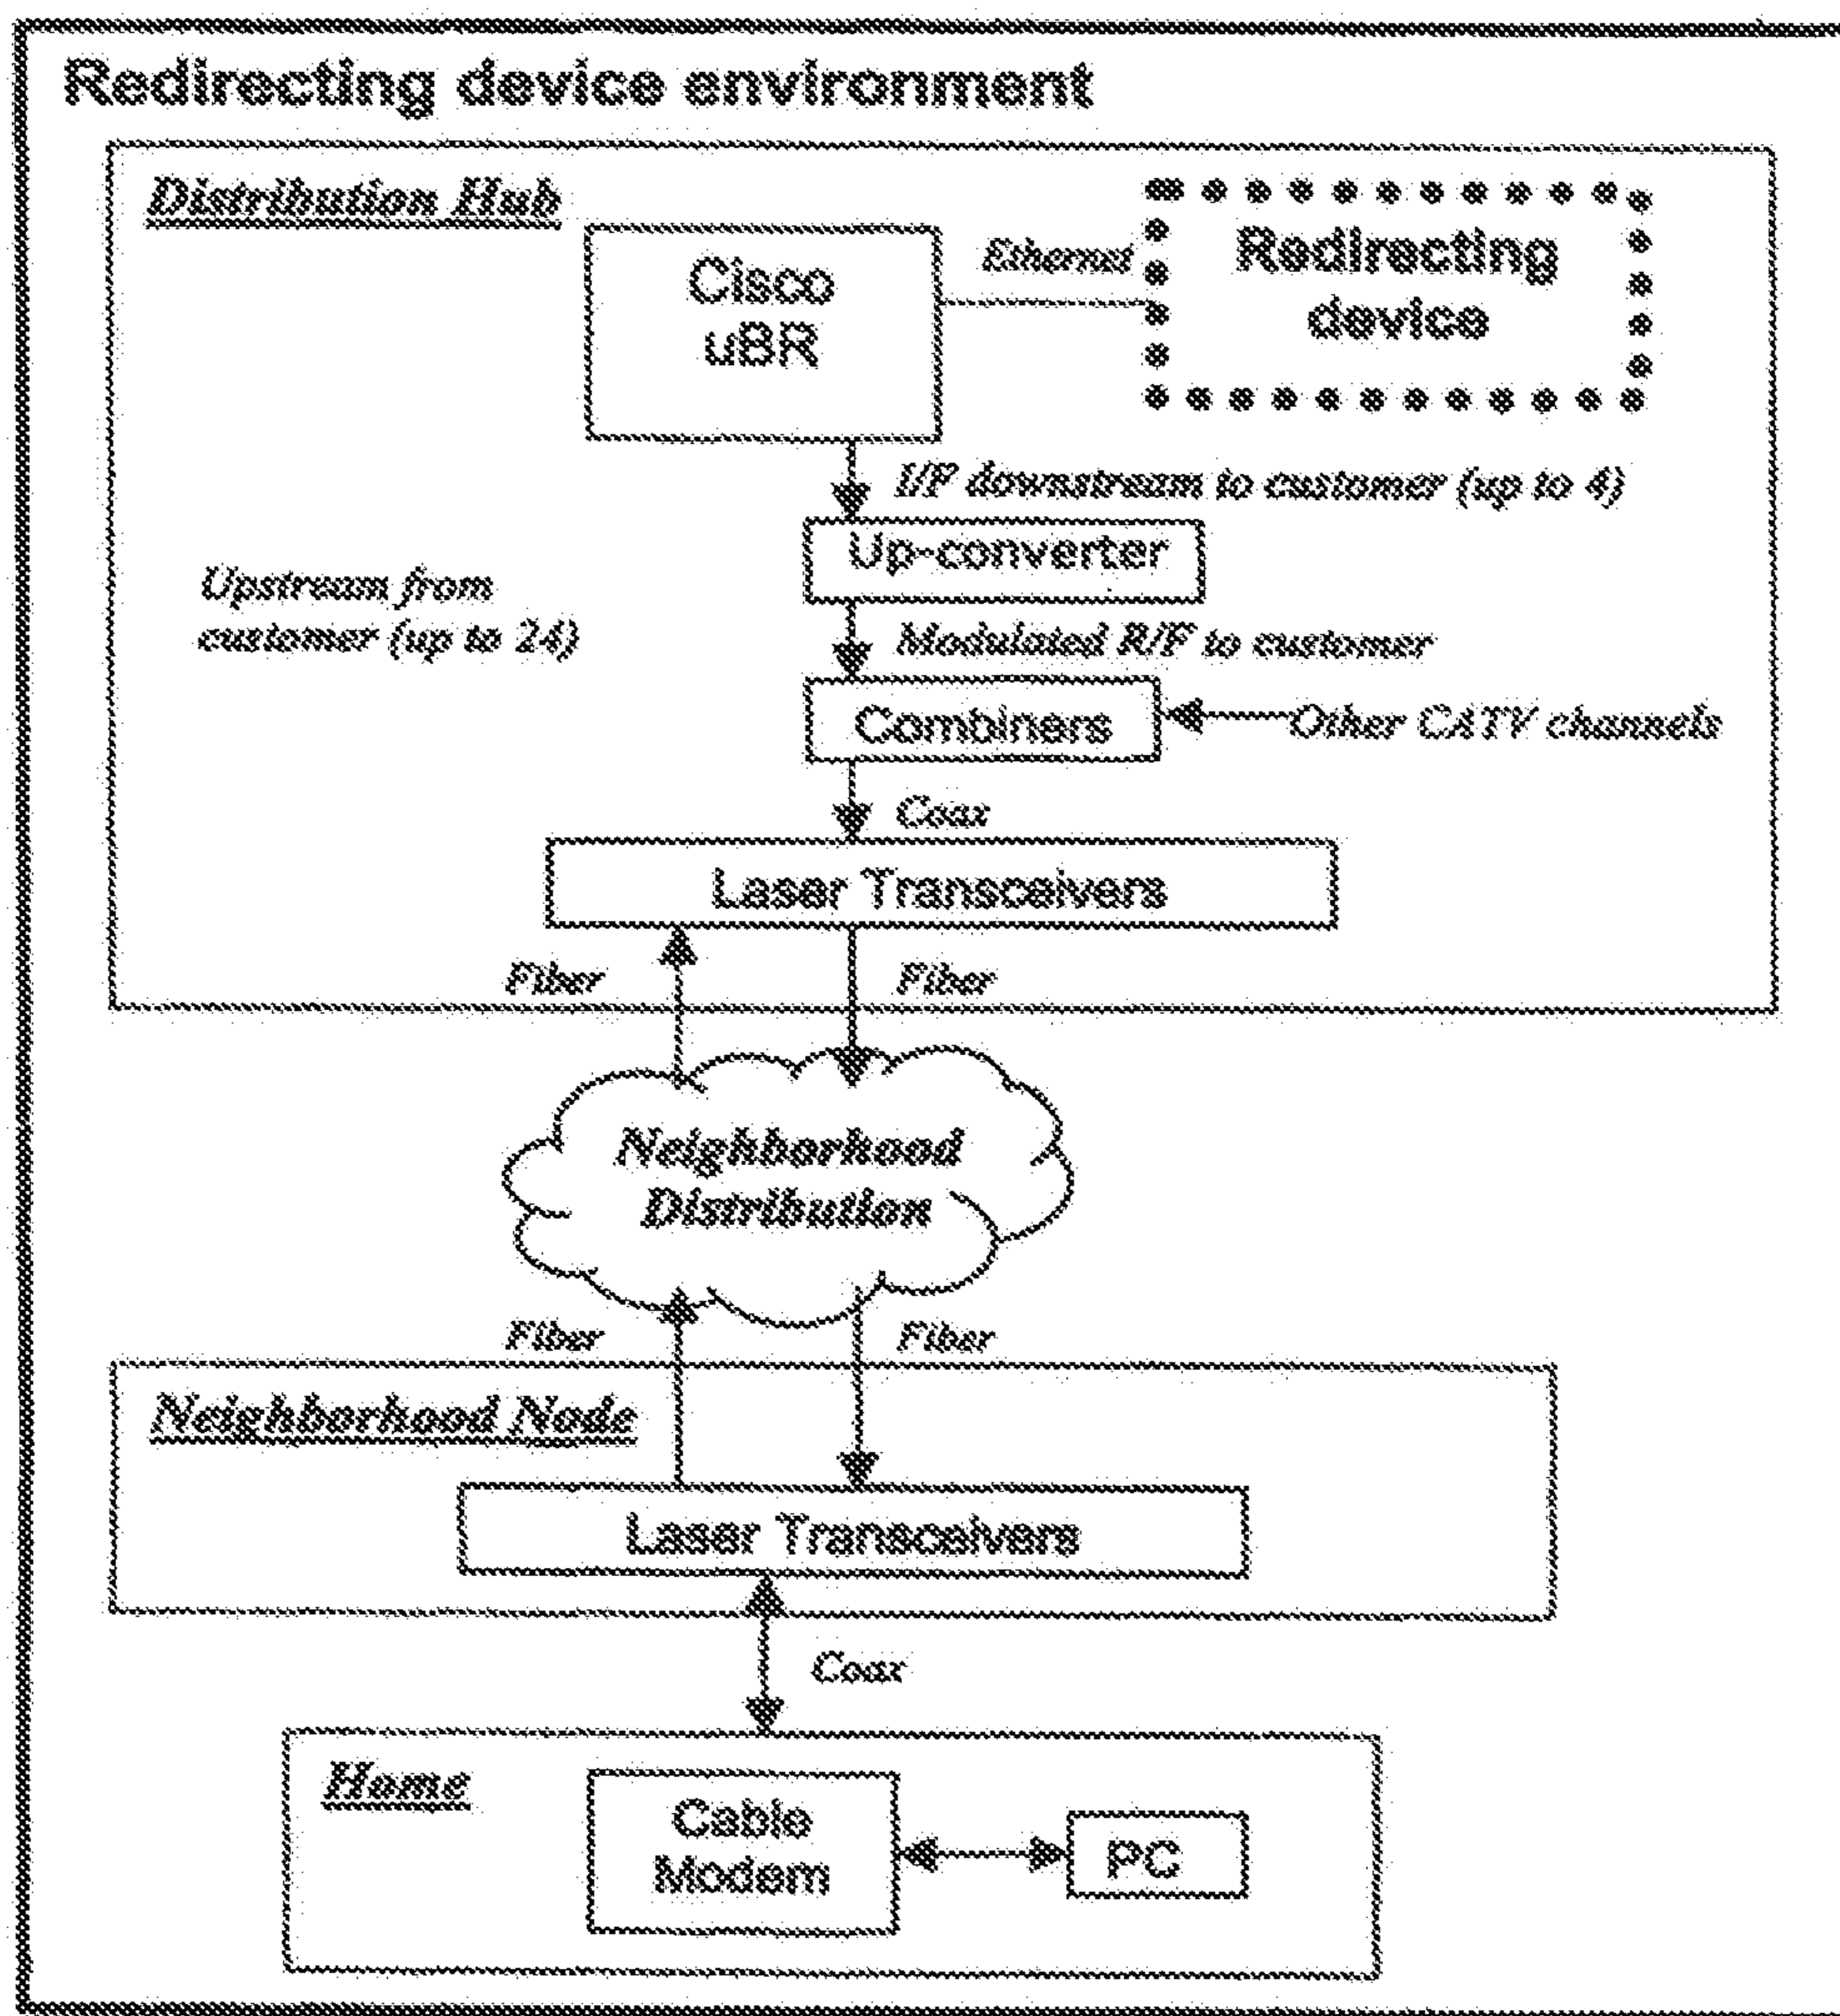 Redirecting device environment
Distribution Hub
Cisco
uBR
Ethernet
Redirecting
device
I/F downstream to customer (up to 4)
Up-converter
Upstream from
customer (up to 24)
Modulated R/F to customer
Combiners
Other CATV channels
Coax
Laser Transceivers
Fiber
Fiber
Neighborhood
Distribution
Fiber
Fiber
Neighborhood Node
Laser Transceivers
Coax
Home
Cable
Modem
PC